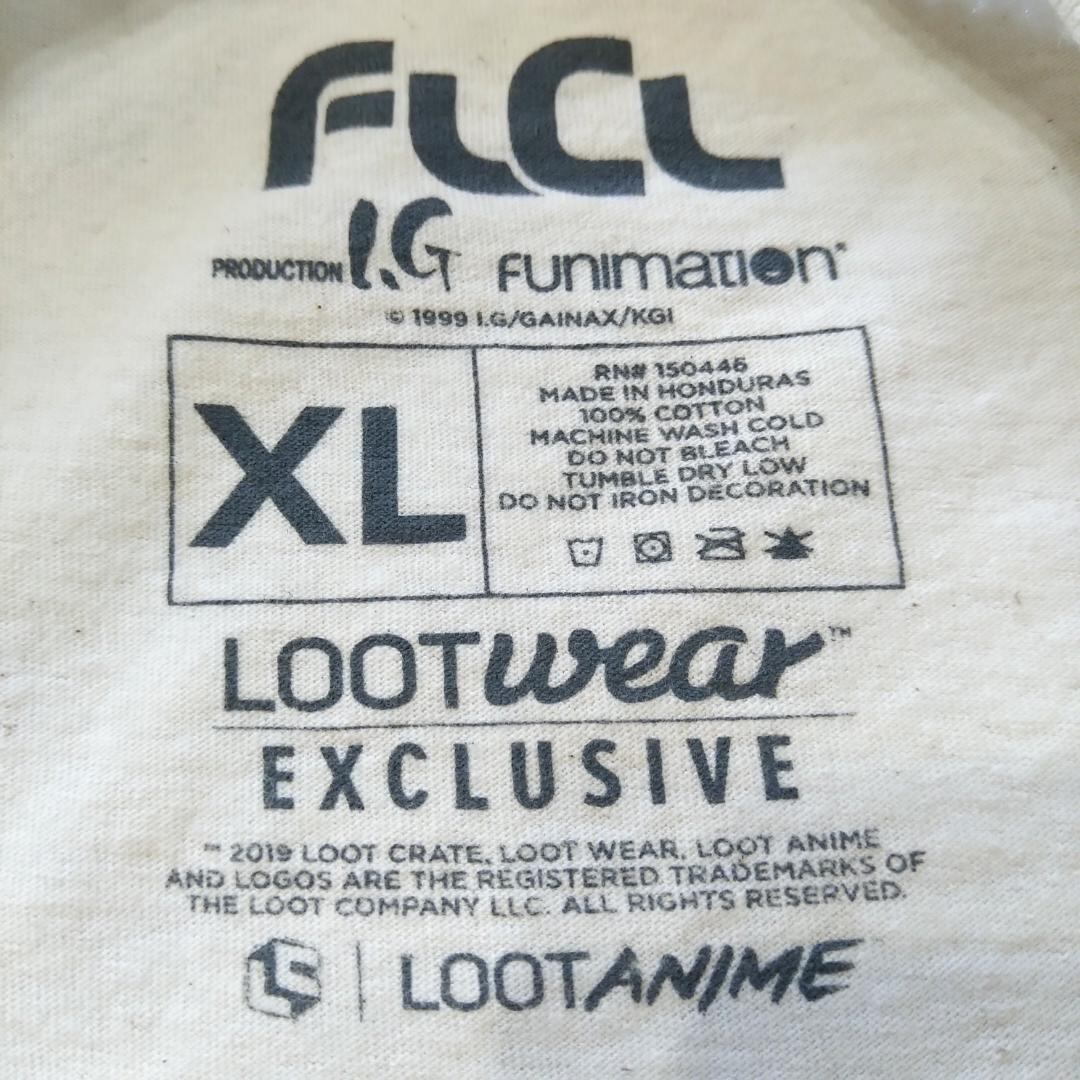 FLCL
PRODUCTION I.G FUNIMATION®
© 1999 I.G/GAINAX/KGI
XL
RN# 150446
MADE IN HONDURAS
100% COTTON
MACHINE WASH COLD
DO NOT BLEACH
TUMBLE DRY LOW
DO NOT IRON DECORATION
LOOTwear™
EXCLUSIVE
™ 2019 LOOT CRATE, LOOT WEAR, LOOT ANIME
AND LOGOS ARE THE REGISTERED TRADEMARKS OF
THE LOOT COMPANY LLC. ALL RIGHTS RESERVED.
LOOTANIME